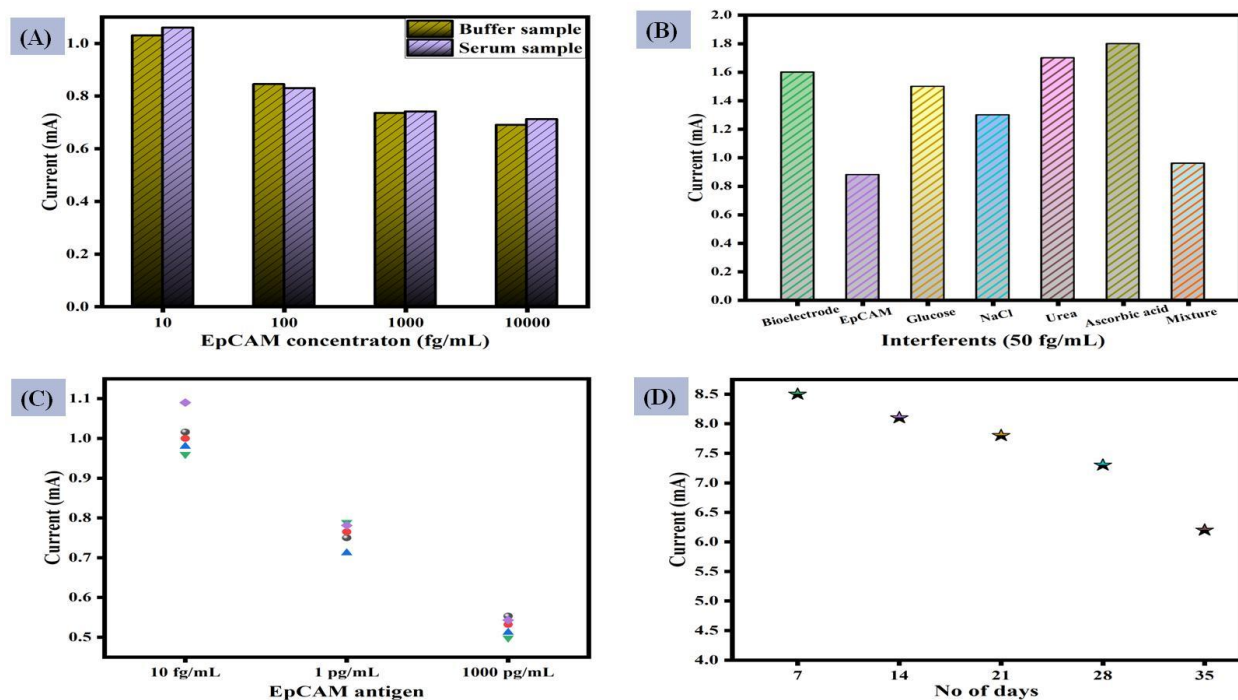 (A)
Buffer sample
Serum sample
Current (mA)
1.0
0.8
0.6
0.4
0.2
0.0
10 100 1000 10000
EpCAM concentraton (fg/mL)
(B)
Current (mA)
2.0
1.8
1.6
1.4
1.2
1.0
0.8
0.6
0.4
0.2
0.0
Bioelectrode EpCAM Glucose NaCl Urea Ascorbic acid Mixture
Interferents (50 fg/mL)
(C)
Current (mA)
1.1
1.0
0.9
0.8
0.7
0.6
0.5
10 fg/mL 1 pg/mL 1000 pg/mL
EpCAM antigen
(D)
Current (mA)
8.5
8.0
7.5
7.0
6.5
6.0
5.5
5.0
4.5
4.0
7 14 21 28 35
No of days